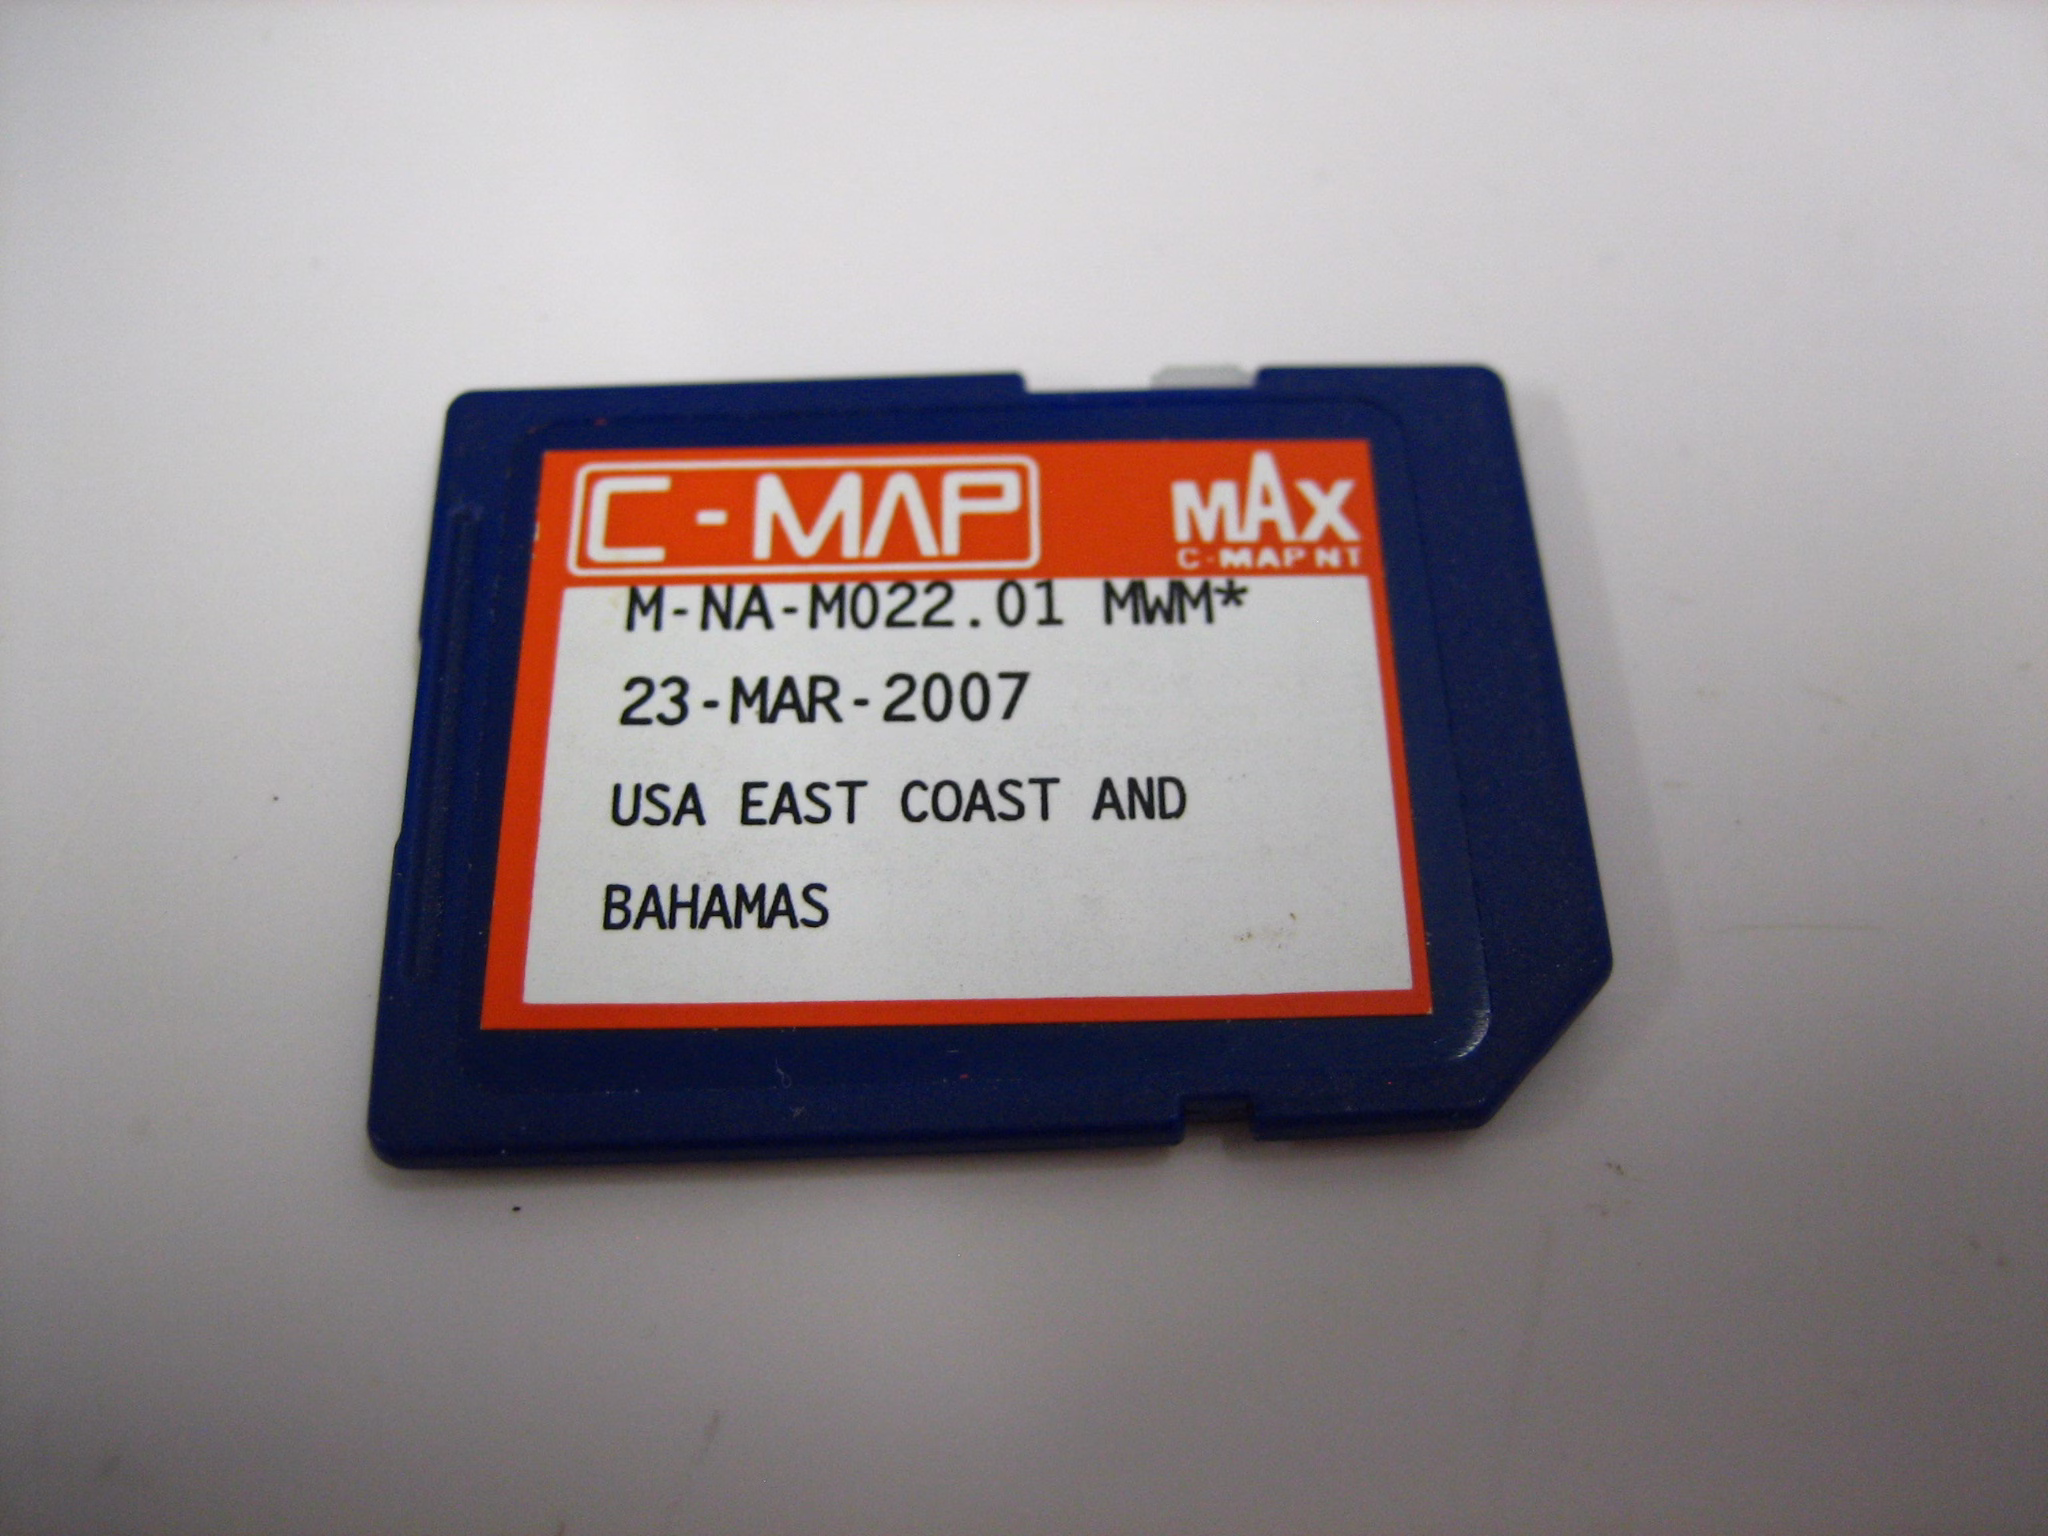 C-MAP
MAX
C-MAP NT
M-NA-M022.01 MWM*
23-MAR-2007
USA EAST COAST AND
BAHAMAS